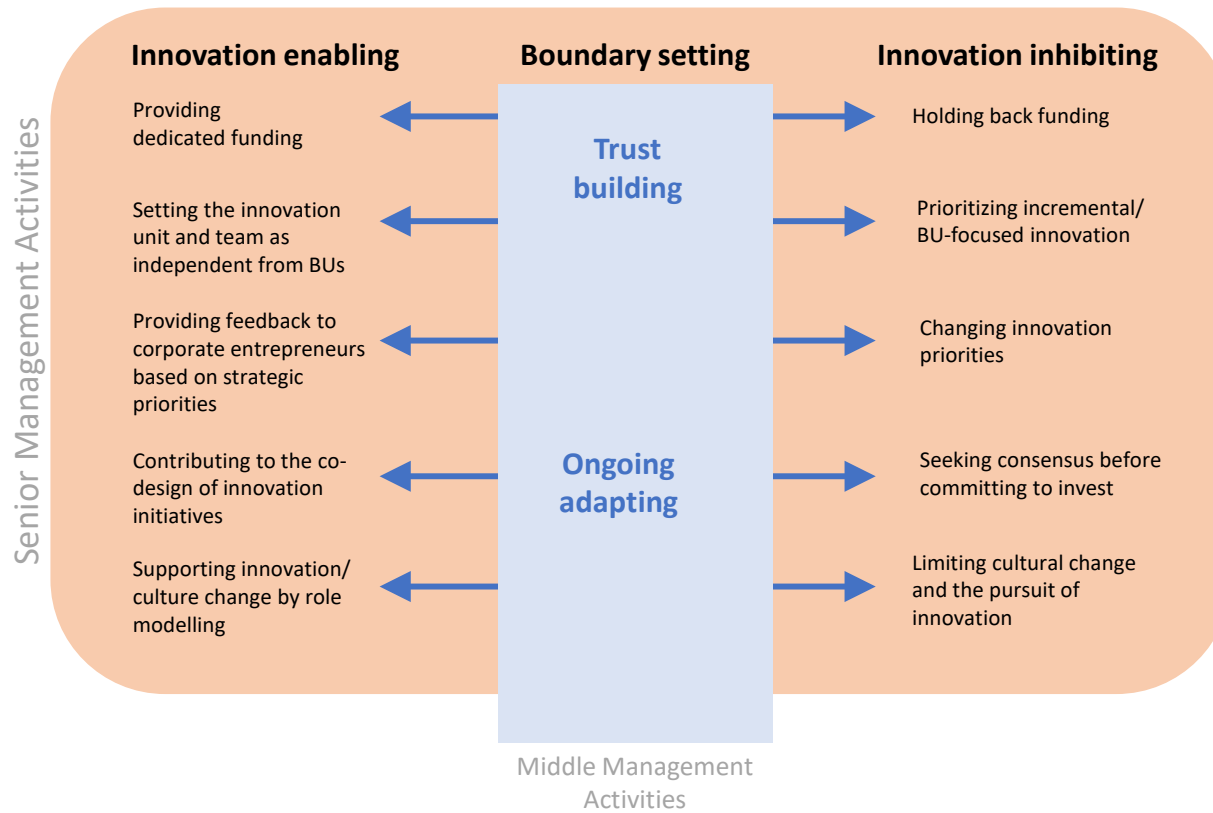 Senior Management Activities
Innovation enabling
Boundary setting
Innovation inhibiting
Providing
dedicated funding
Trust
building
Holding back funding
Setting the innovation
unit and team as
independent from BUs
Prioritizing incremental/
BU-focused innovation
Providing feedback to
corporate entrepreneurs
based on strategic
priorities
Changing innovation
priorities
Contributing to the co-
design of innovation
initiatives
Ongoing
adapting
Seeking consensus before
committing to invest
Supporting innovation/
culture change by role
modelling
Limiting cultural change
and the pursuit of
innovation
Middle Management
Activities